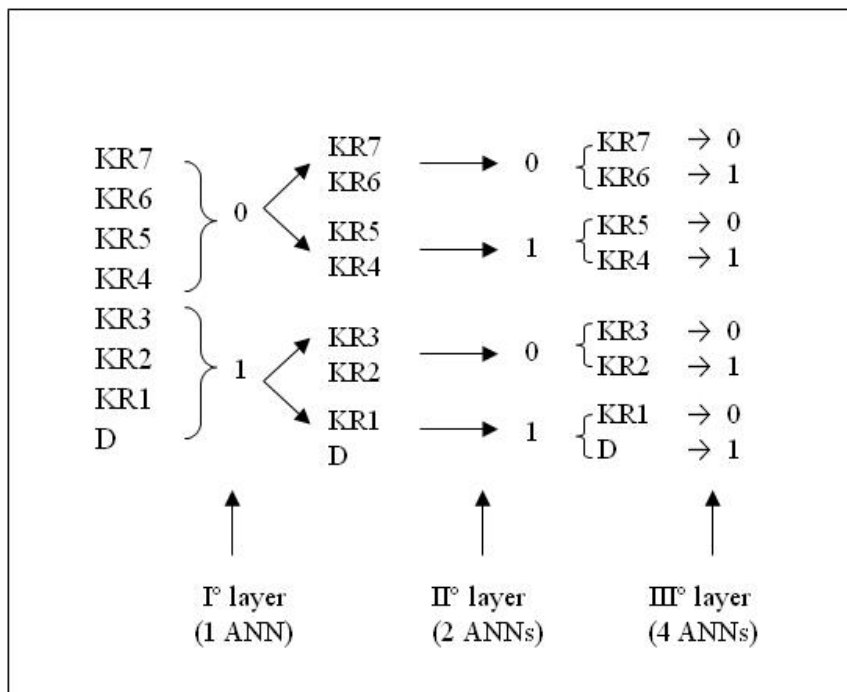 KR7
KR6
KR5
KR4
KR3
KR2
KR1
D
0
1
KR7
KR6
KR5
KR4
KR3
KR2
KR1
D
0
1
0
1
KR7 → 0
KR6 → 1
KR5 → 0
KR4 → 1
KR3 → 0
KR2 → 1
KR1 → 0
D → 1
I° layer
(1 ANN)
II° layer
(2 ANNs)
III° layer
(4 ANNs)